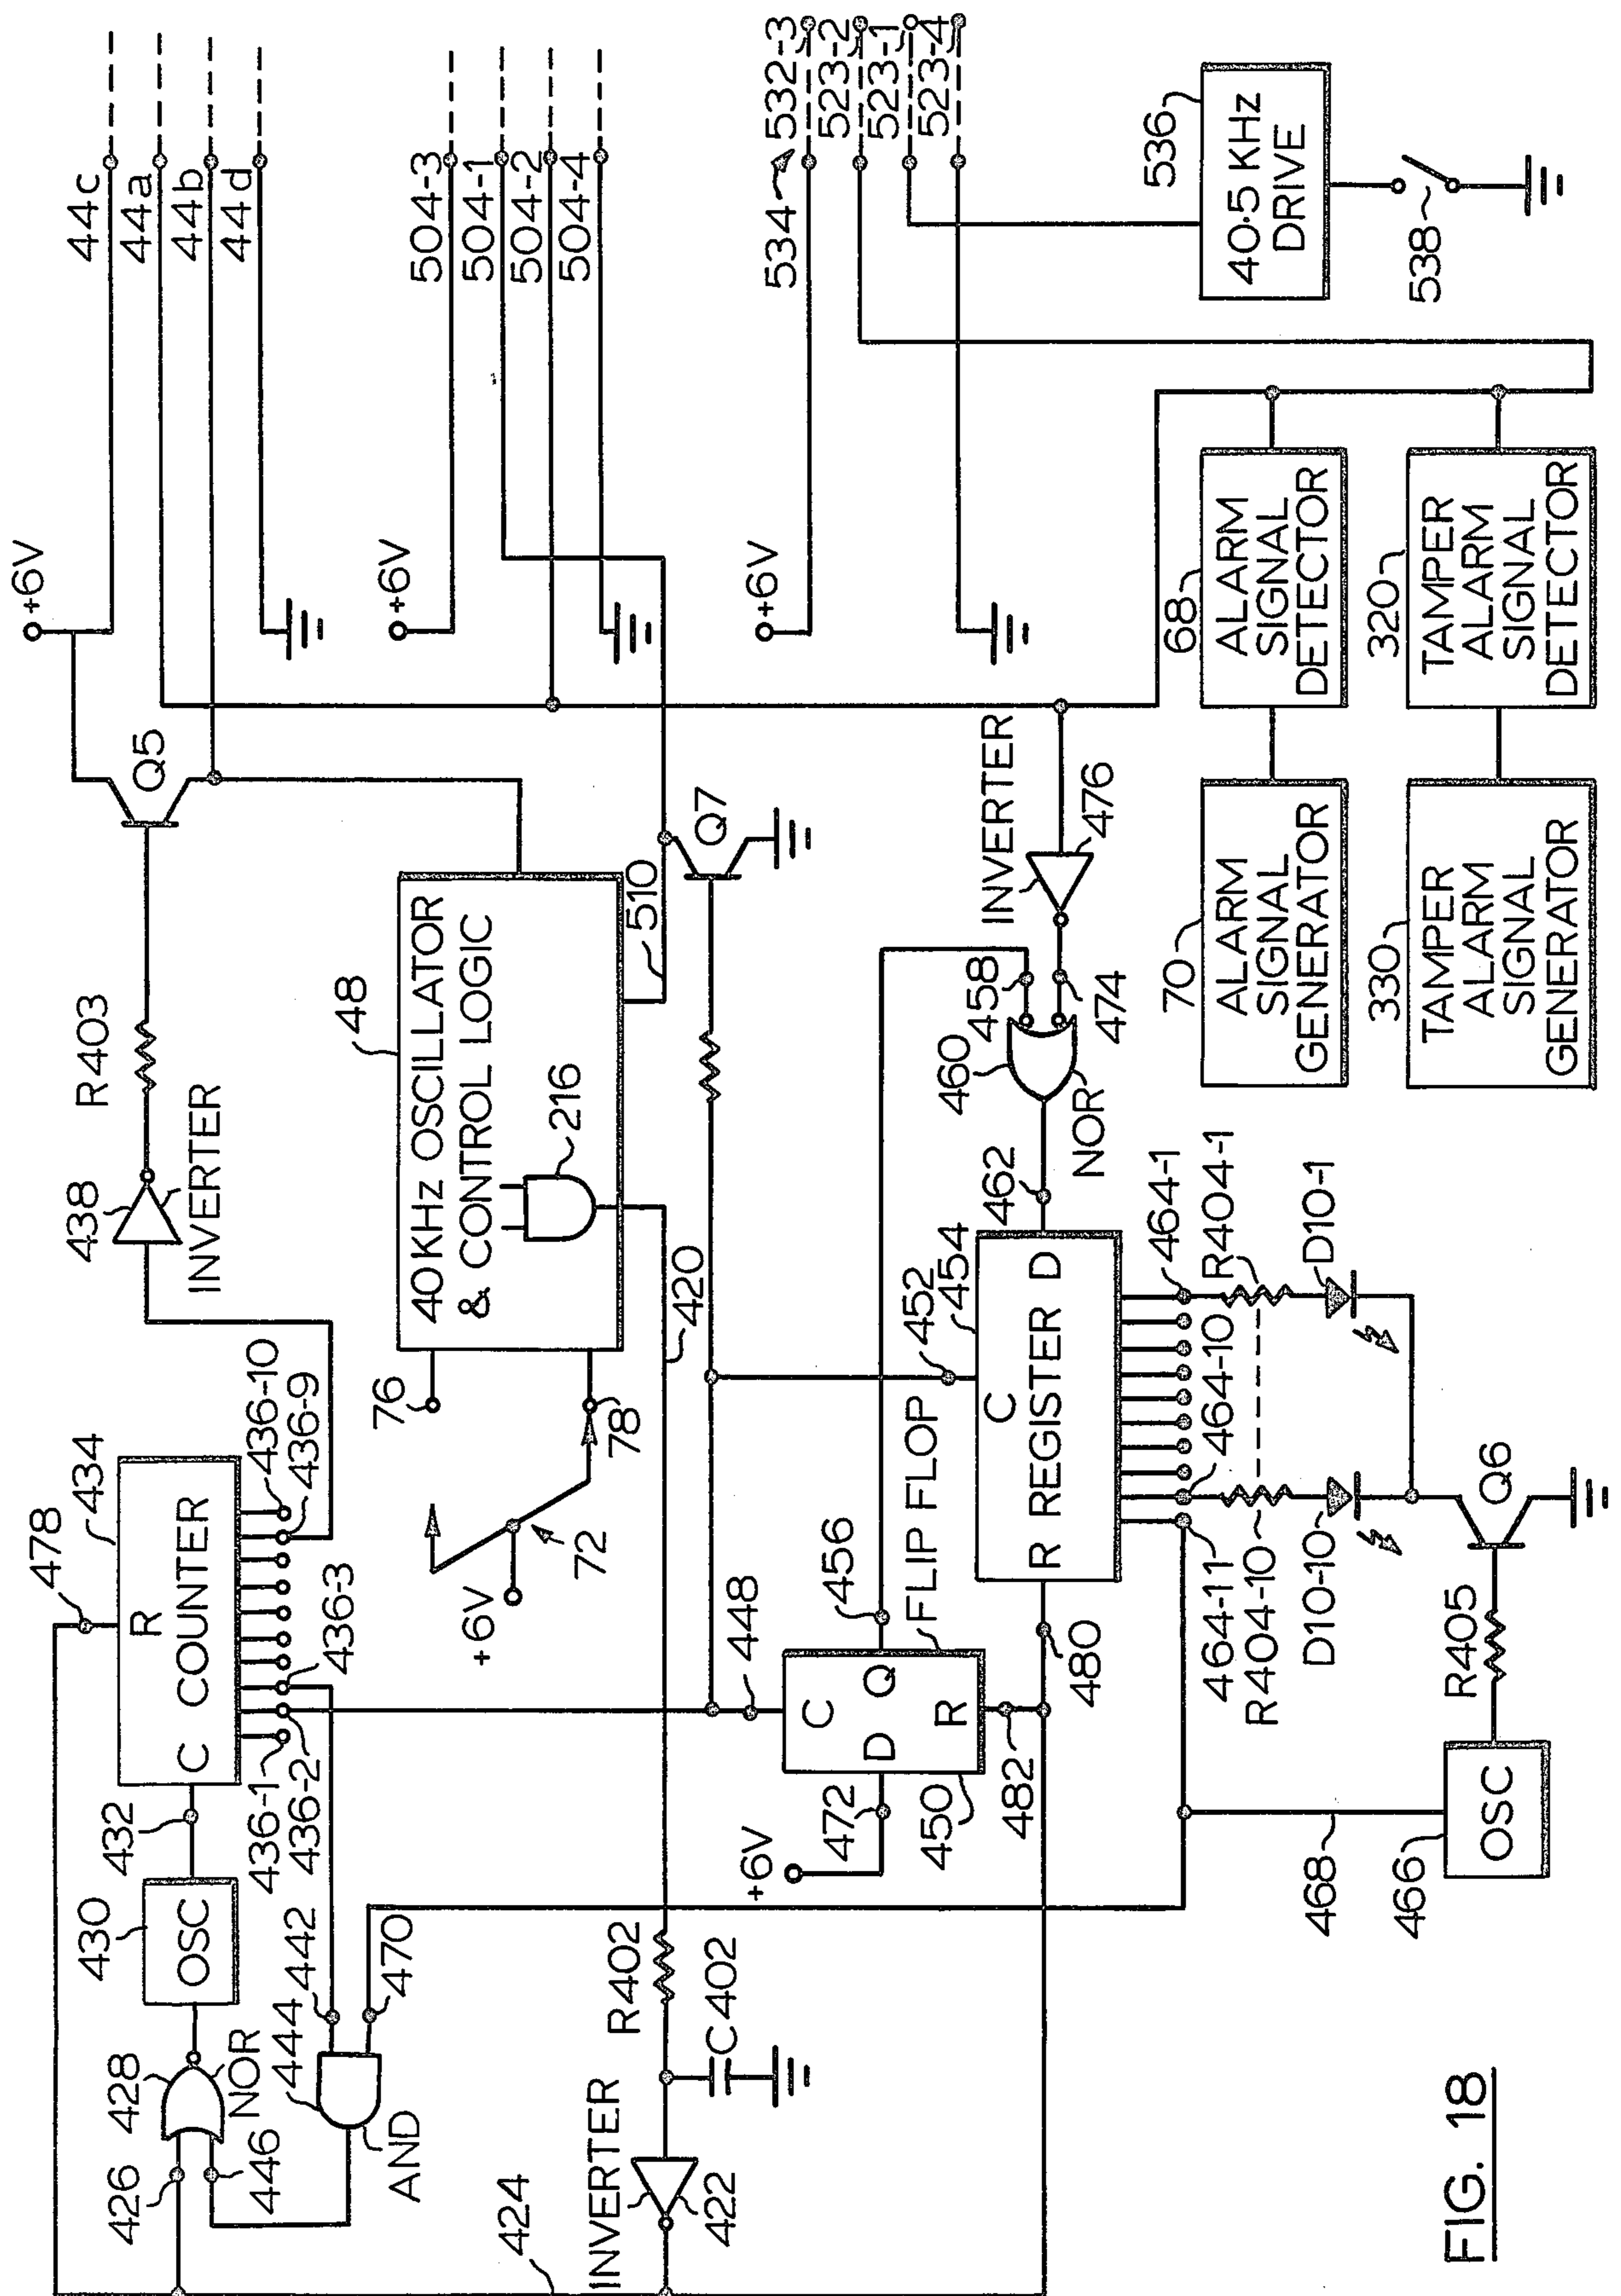 478
434
R
COUNTER
C
432
430
OSC
428
NOR
426
446
444
442
470
AND
436-1
436-2
436-3
436-9
436-10
438
INVERTER
R403
Q5
+6V
44c
44a
44b
44d
+6V
504-3
504-1
504-2
504-4
+6V
72
76
78
48
40 KHz OSCILLATOR
& CONTROL LOGIC
216
510
420
Q7
R402
C402
INVERTER
422
424
+6V
534
532-3
523-2
523-1
523-4
+6V
472
448
C
D Q
R
450
456
FLIP FLOP
482
480
452
454
C
R REGISTER D
462
460
458
474
NOR
INVERTER
476
464-1
464-10
464-11
R404-1
R404-10
D10-1
D10-10
Q6
R405
466
OSC
468
70
ALARM
SIGNAL
GENERATOR
68
ALARM
SIGNAL
DETECTOR
330
TAMPER
ALARM
SIGNAL
GENERATOR
320
TAMPER
ALARM
SIGNAL
DETECTOR
536
40·5 KHz
DRIVE
538
FIG. 18